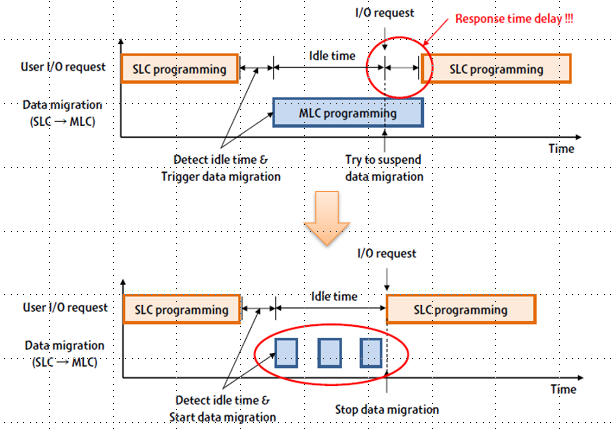 I/O request
Response time delay !!!
Idle time
User I/O request
SLC programming
SLC programming
Data migration
(SLC → MLC)
MLC programming
Time
Detect idle time &
Trigger data migration
Try to suspend
data migration
I/O request
Idle time
User I/O request
SLC programming
SLC programming
Data migration
(SLC → MLC)
Time
Detect idle time &
Start data migration
Stop data migration